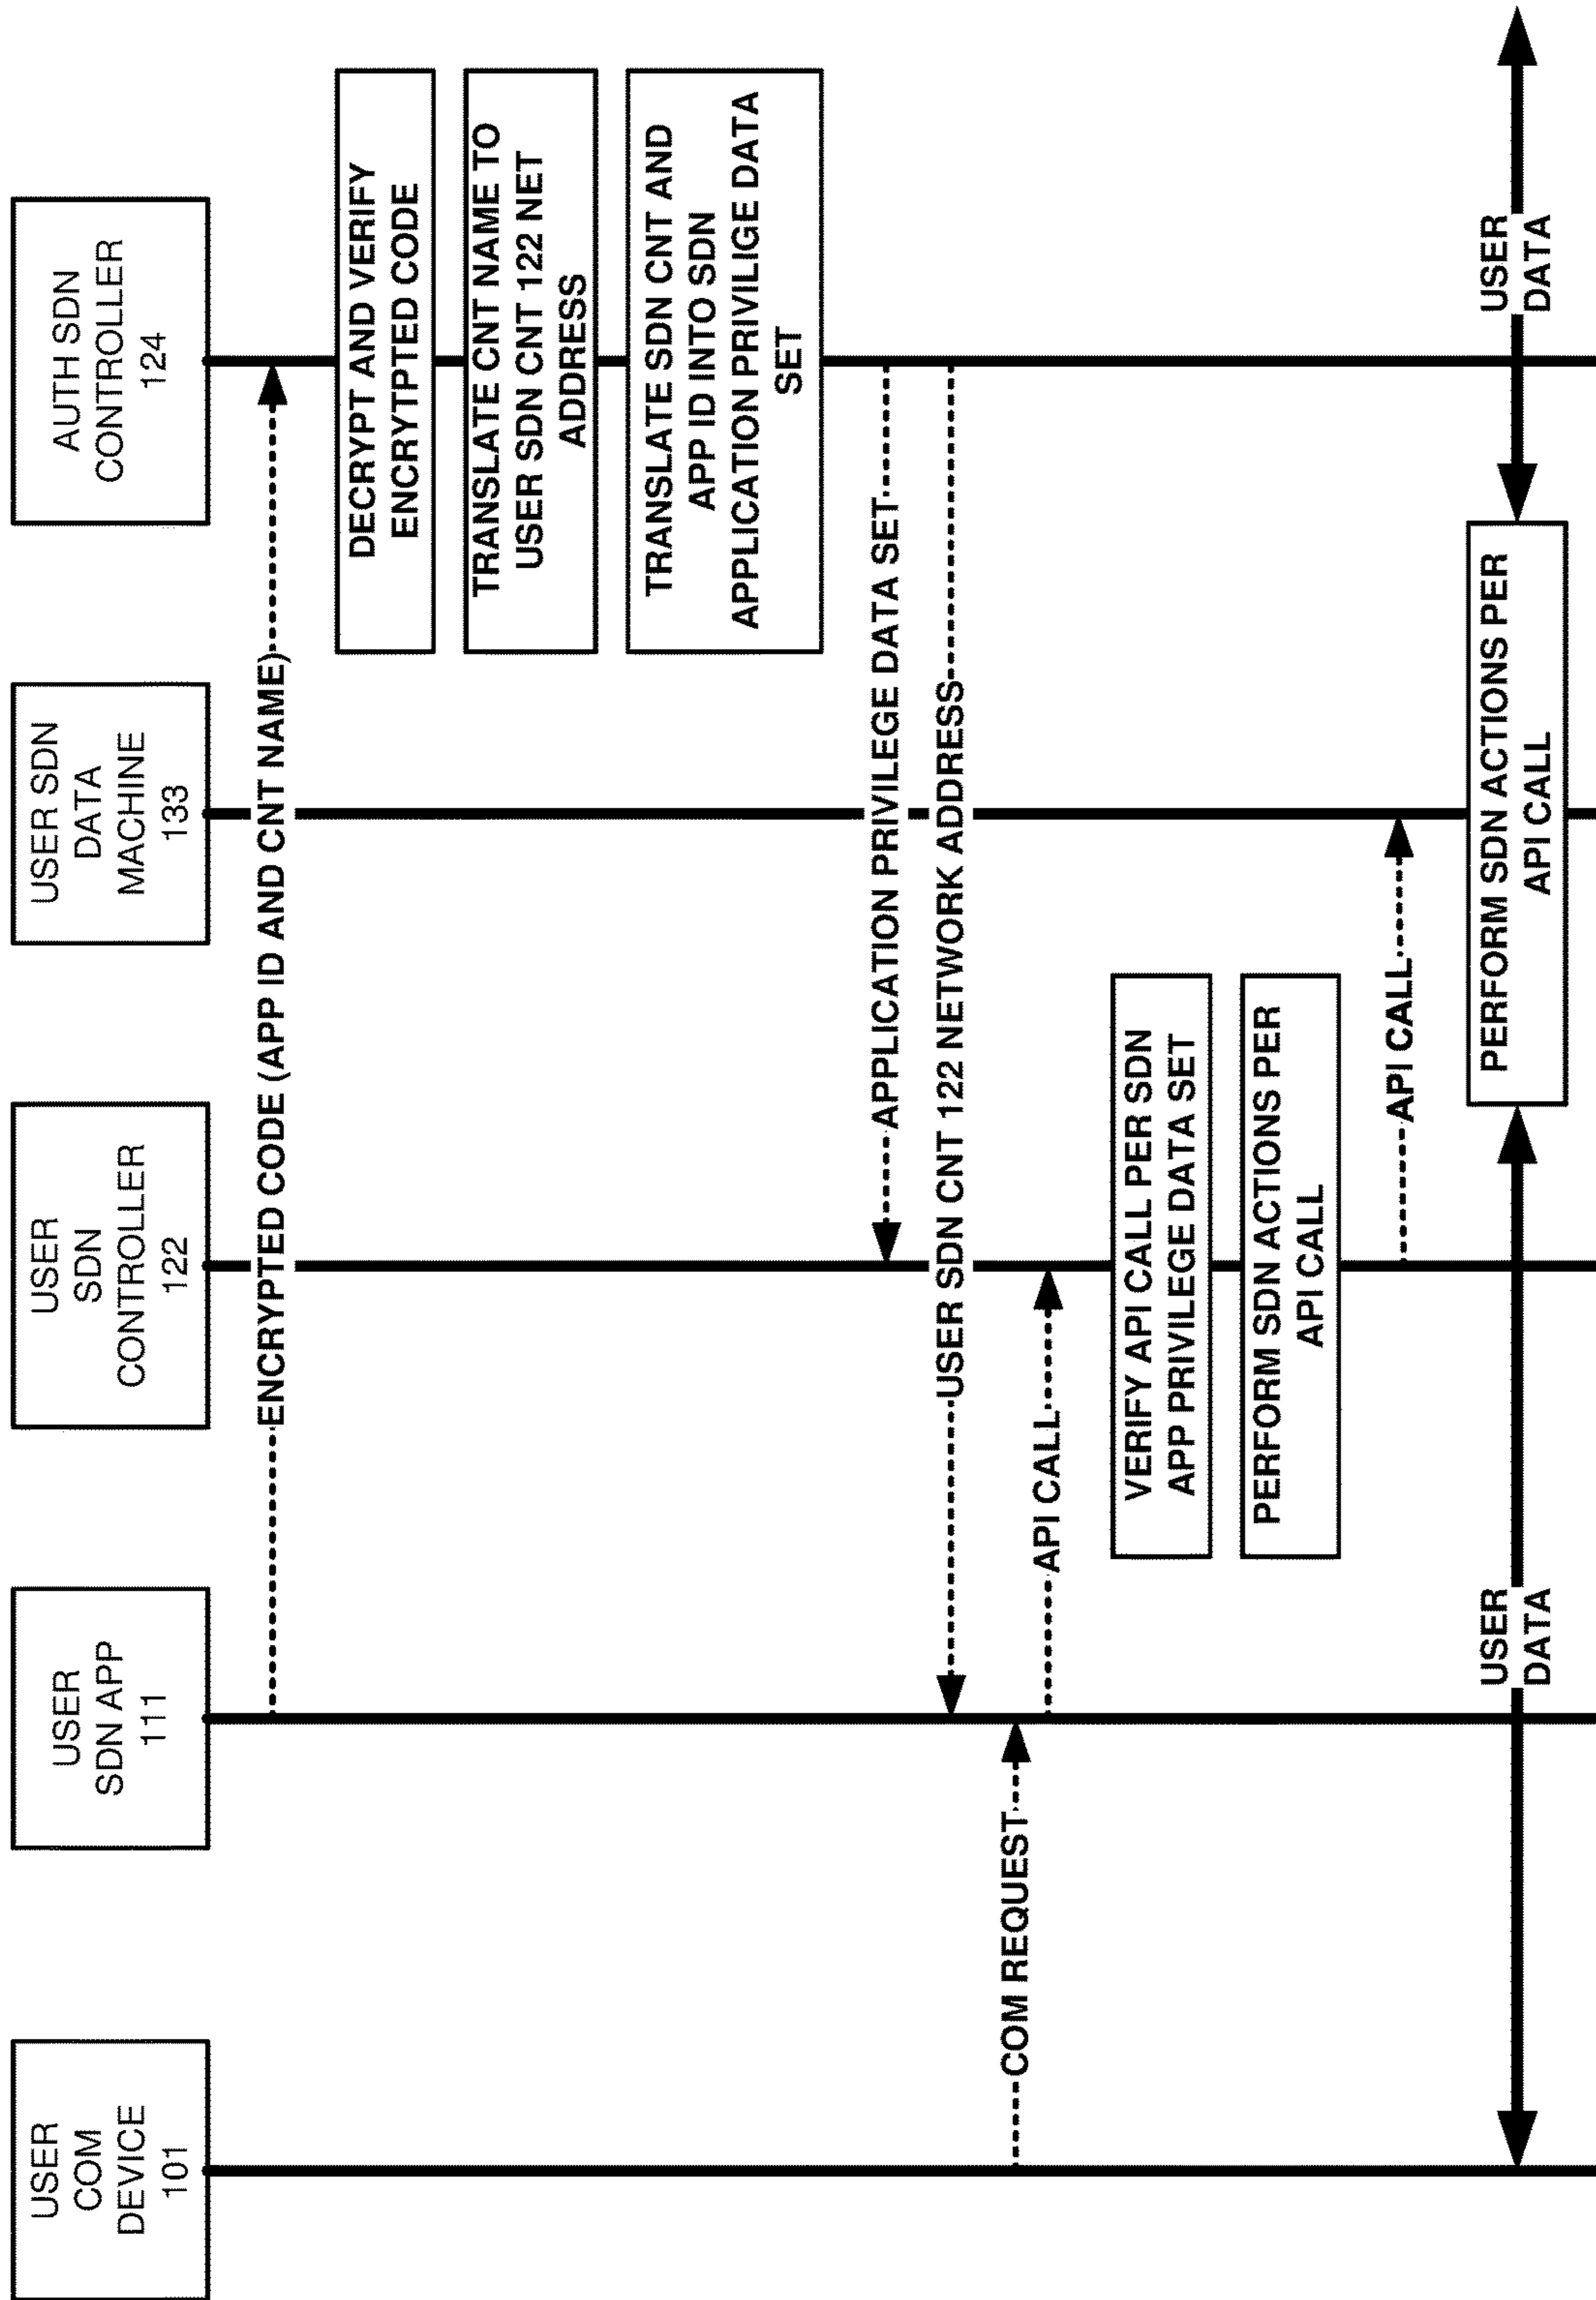 USER
COM
DEVICE
101
USER
SDN APP
111
USER
SDN
CONTROLLER
122
USER SDN
DATA
MACHINE
133
AUTH SDN
CONTROLLER
124
ENCRYPTED CODE (APP ID AND CNT NAME)
DECRYPT AND VERIFY
ENCRYTPED CODE
TRANSLATE CNT NAME TO
USER SDN CNT 122 NET
ADDRESS
TRANSLATE SDN CNT AND
APP ID INTO SDN
APPLICATION PRIVILIGE DATA
SET
APPLICATION PRIVILEGE DATA SET
USER SDN CNT 122 NETWORK ADDRESS
COM REQUEST
API CALL
VERIFY API CALL PER SDN
APP PRIVILEGE DATA SET
PERFORM SDN ACTIONS PER
API CALL
API CALL
USER
DATA
PERFORM SDN ACTIONS PER
API CALL
USER
DATA